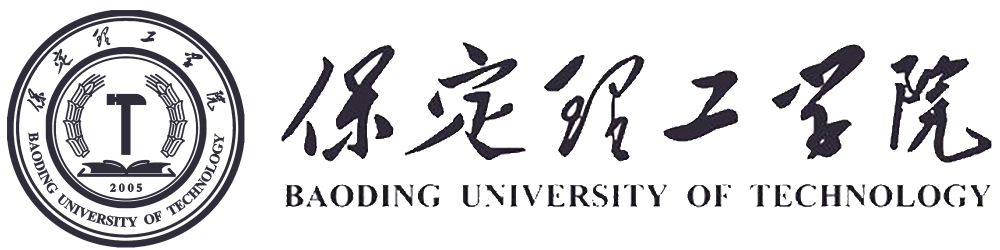 保定理工学院
2005
BAODING UNIVERSITY OF TECHNOLOGY
保定理工学院
BAODING UNIVERSITY OF TECHNOLOGY